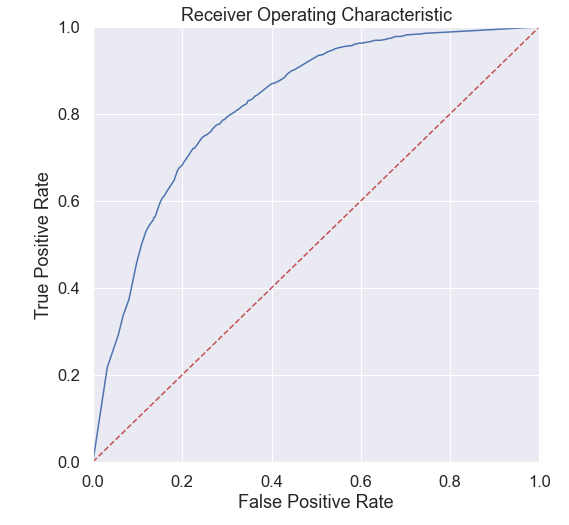 Receiver Operating Characteristic
1.0
0.8
0.6
0.4
0.2
0.0
True Positive Rate
0.0 0.2 0.4 0.6 0.8 1.0
False Positive Rate